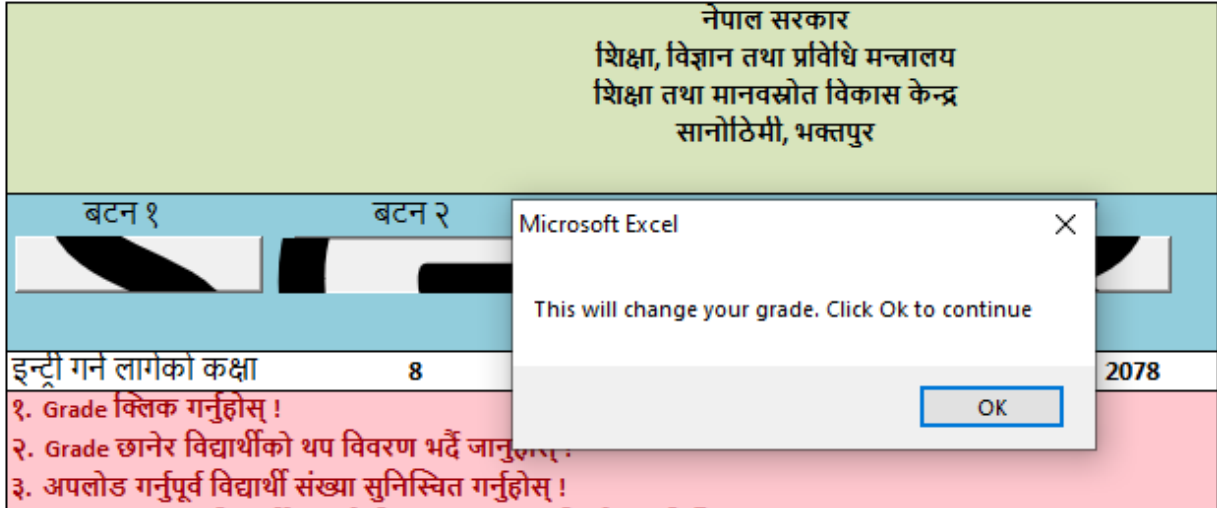 नेपाल सरकार
शिक्षा, विज्ञान तथा प्रविधि मन्त्रालय
शिक्षा तथा मानवस्रोत विकास केन्द्र
सानोठिमी, भक्तपुर
बटन १ बटन २
Microsoft Excel
This will change your grade. Click Ok to continue
OK
इन्ट्री गर्न लागेको कक्षा 8 2078
१. Grade क्लिक गर्नुहोस् !
२. Grade छानेर विद्यार्थीको थप विवरण भर्दै जानुहोस् !
३. अपलोड गर्नुपूर्व विद्यार्थी संख्या सुनिस्चित गर्नुहोस् !